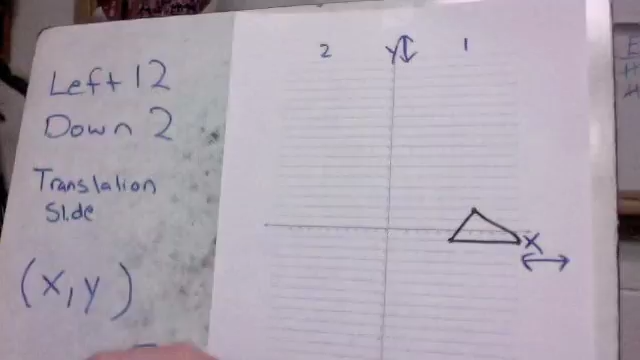 Left 12
Down 2
Translation
Slide
(x,y)
2
y
1
x